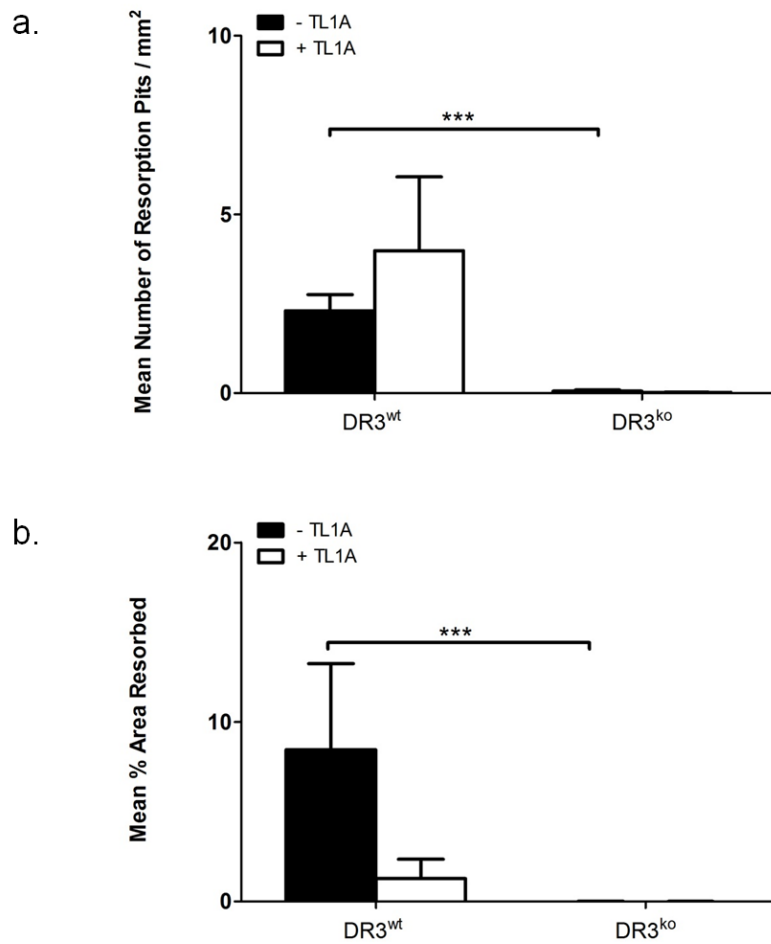 a.
- TL1A
+ TL1A
Mean Number of Resorption Pits / mm²
10
***
5
0
DR3ʷᵗ
DR3ᵏᵒ
b.
- TL1A
+ TL1A
Mean % Area Resorbed
20
***
10
0
DR3ʷᵗ
DR3ᵏᵒ